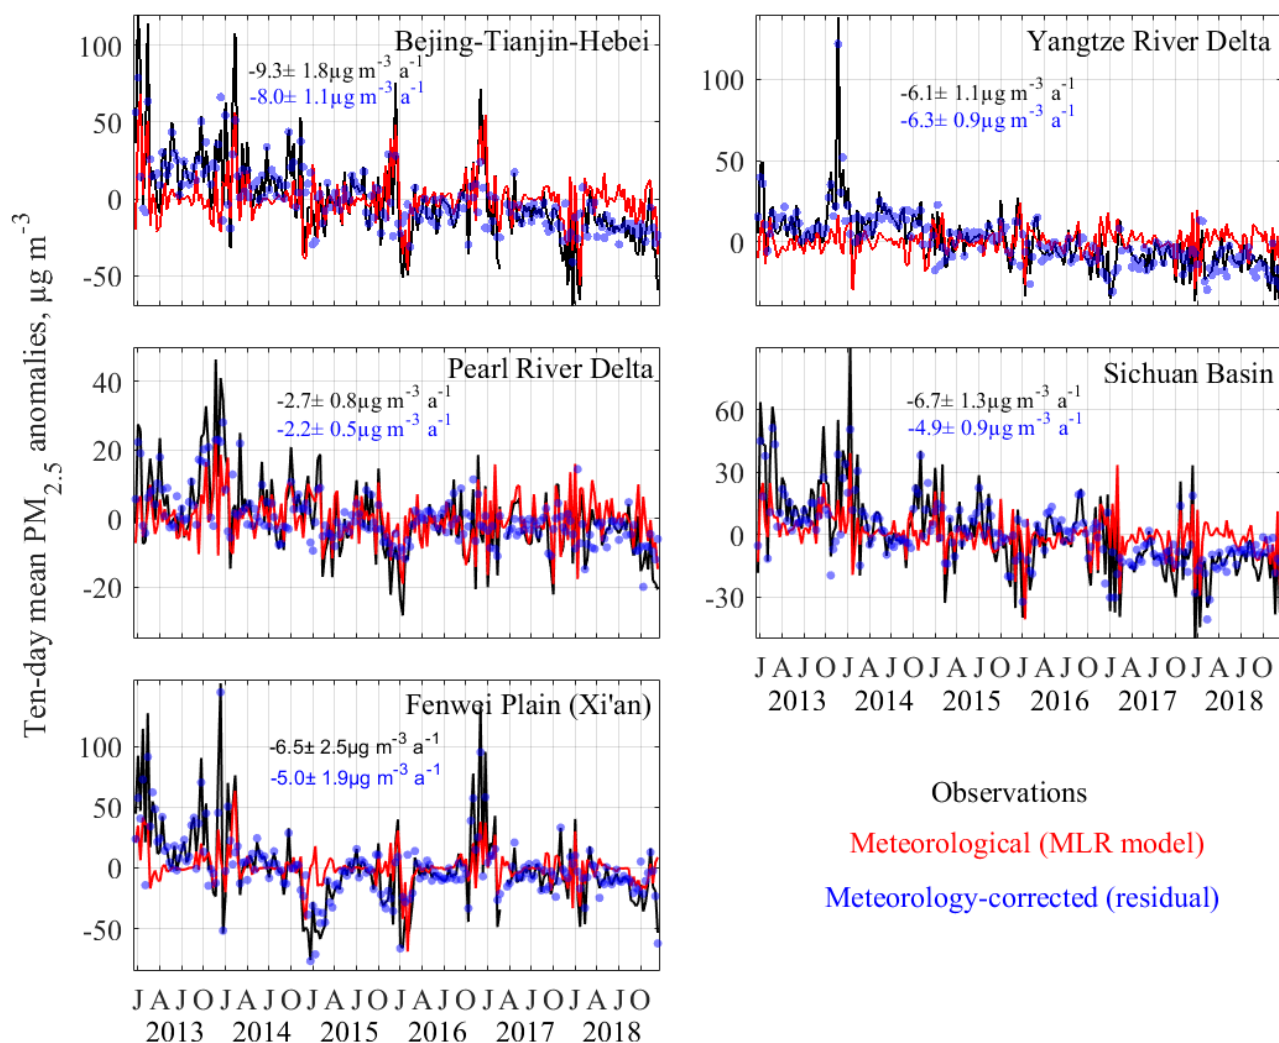 Ten-day mean PM2.5 anomalies, µg m-3
Bejing-Tianjin-Hebei
-9.3± 1.8µg m-3 a-1
-8.0± 1.1µg m-3 a-1
100
50
0
-50
Yangtze River Delta
-6.1± 1.1µg m-3 a-1
-6.3± 0.9µg m-3 a-1
100
50
0
Pearl River Delta
-2.7± 0.8µg m-3 a-1
-2.2± 0.5µg m-3 a-1
40
20
0
-20
Sichuan Basin
-6.7± 1.3µg m-3 a-1
-4.9± 0.9µg m-3 a-1
60
30
0
-30
J A J O J A J O J A J O J A J O J A J O J A J O
2013 2014 2015 2016 2017 2018
Fenwei Plain (Xi'an)
-6.5± 2.5µg m-3 a-1
-5.0± 1.9µg m-3 a-1
100
50
0
-50
J A J O J A J O J A J O J A J O J A J O J A J O
2013 2014 2015 2016 2017 2018
Observations
Meteorological (MLR model)
Meteorology-corrected (residual)